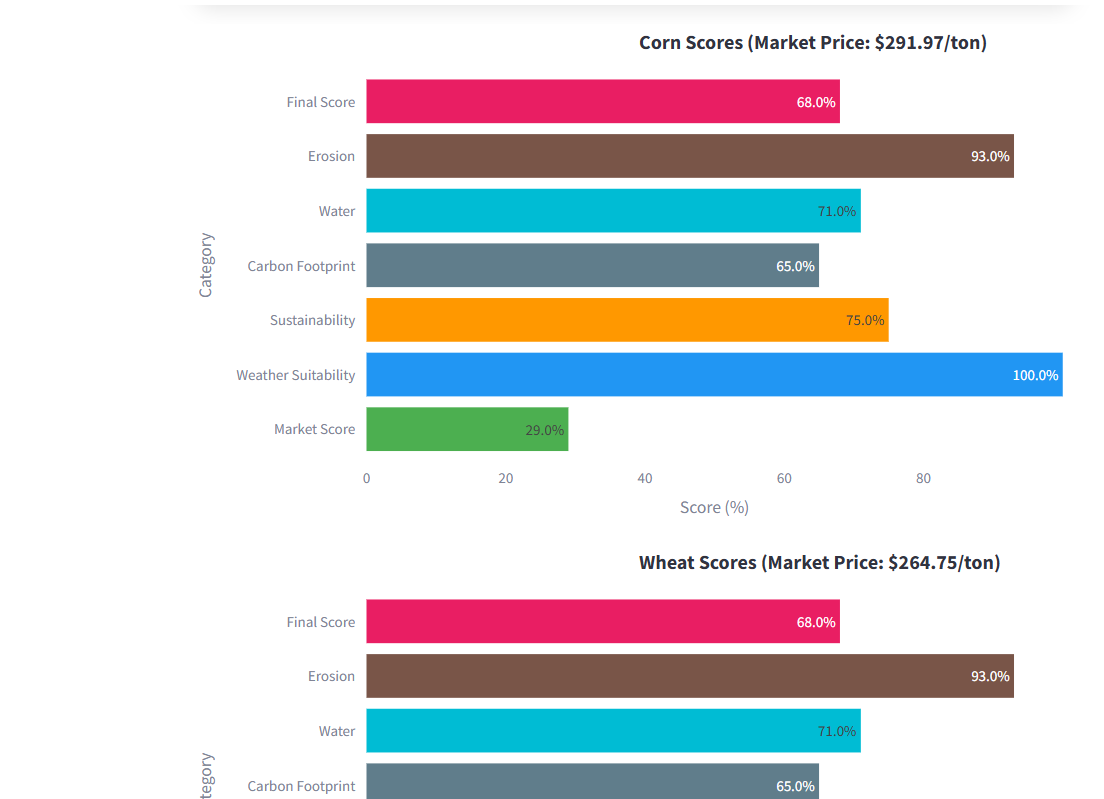 Corn Scores (Market Price: $291.97/ton)
Final Score 68.0%
Erosion 93.0%
Water 71.0%
Carbon Footprint 65.0%
Sustainability 75.0%
Weather Suitability 100.0%
Market Score 29.0%
Category
0 20 40 60 80
Score (%)
Wheat Scores (Market Price: $264.75/ton)
Final Score 68.0%
Erosion 93.0%
Water 71.0%
Carbon Footprint 65.0%
tegory